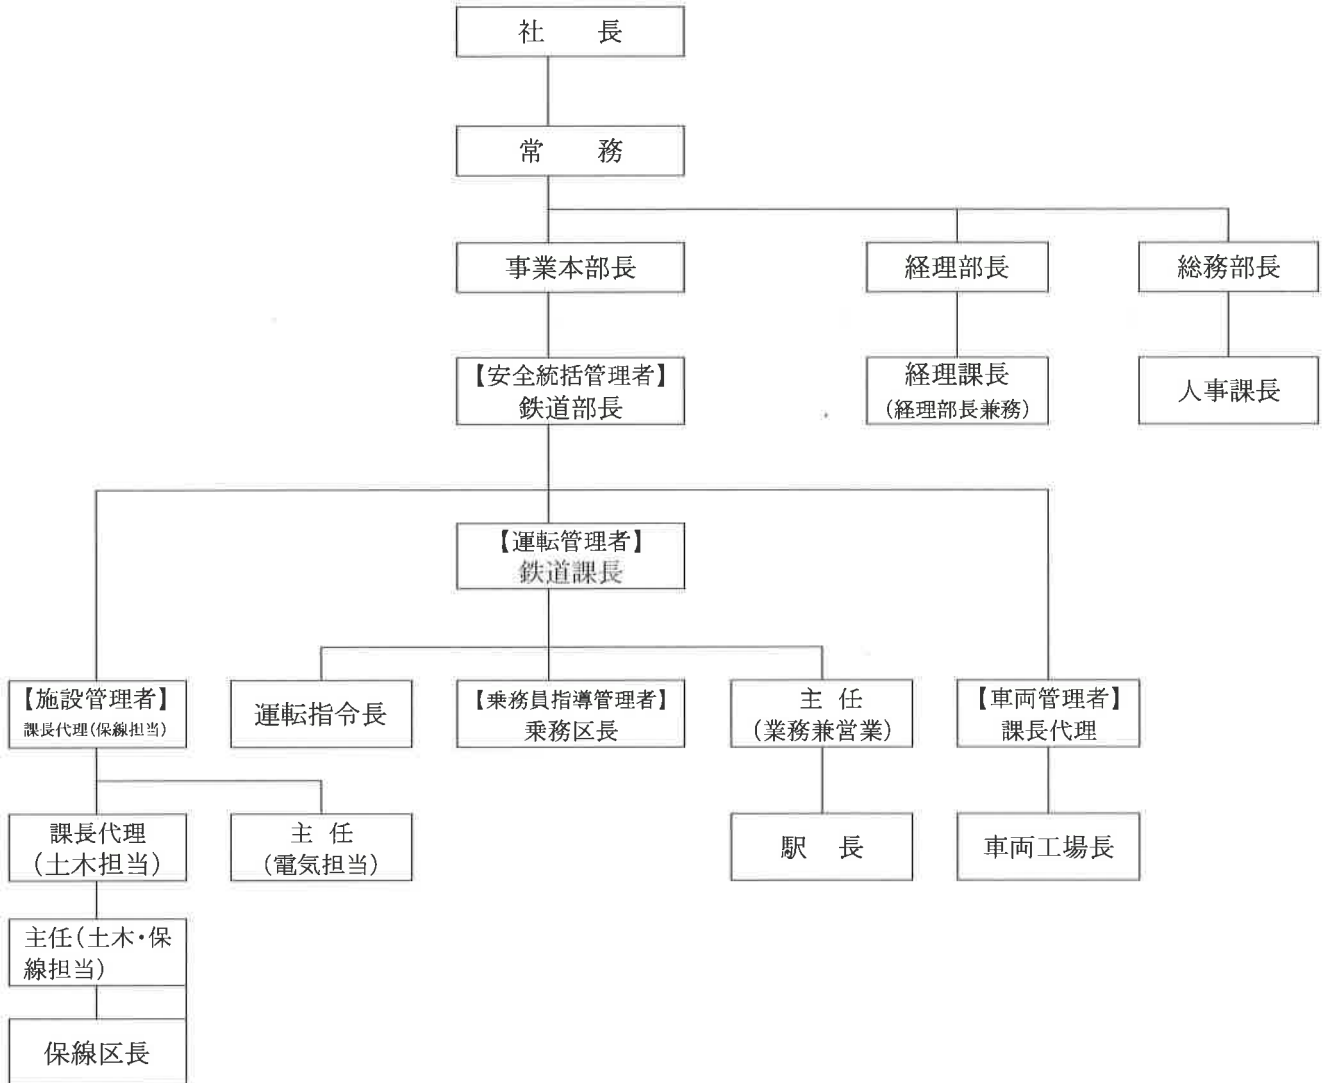 社　　長
常　　務
事業本部長
経理部長
総務部長
【安全統括管理者】
鉄道部長
経理課長
（経理部長兼務）
人事課長
【運転管理者】
鉄道課長
【施設管理者】
課長代理(保線担当)
運転指令長
【乗務員指導管理者】
乗務区長
主 任
（業務兼営業）
【車両管理者】
課長代理
課長代理
（土木担当）
主 任
（電気担当）
駅　長
車両工場長
主任（土木・保
線担当）
保線区長